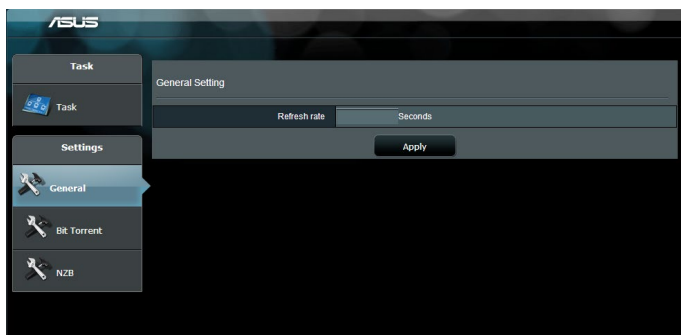 ASUS
Task
Task
Settings
General
Bit Torrent
NZB
General Setting
Refresh rate Seconds
Apply